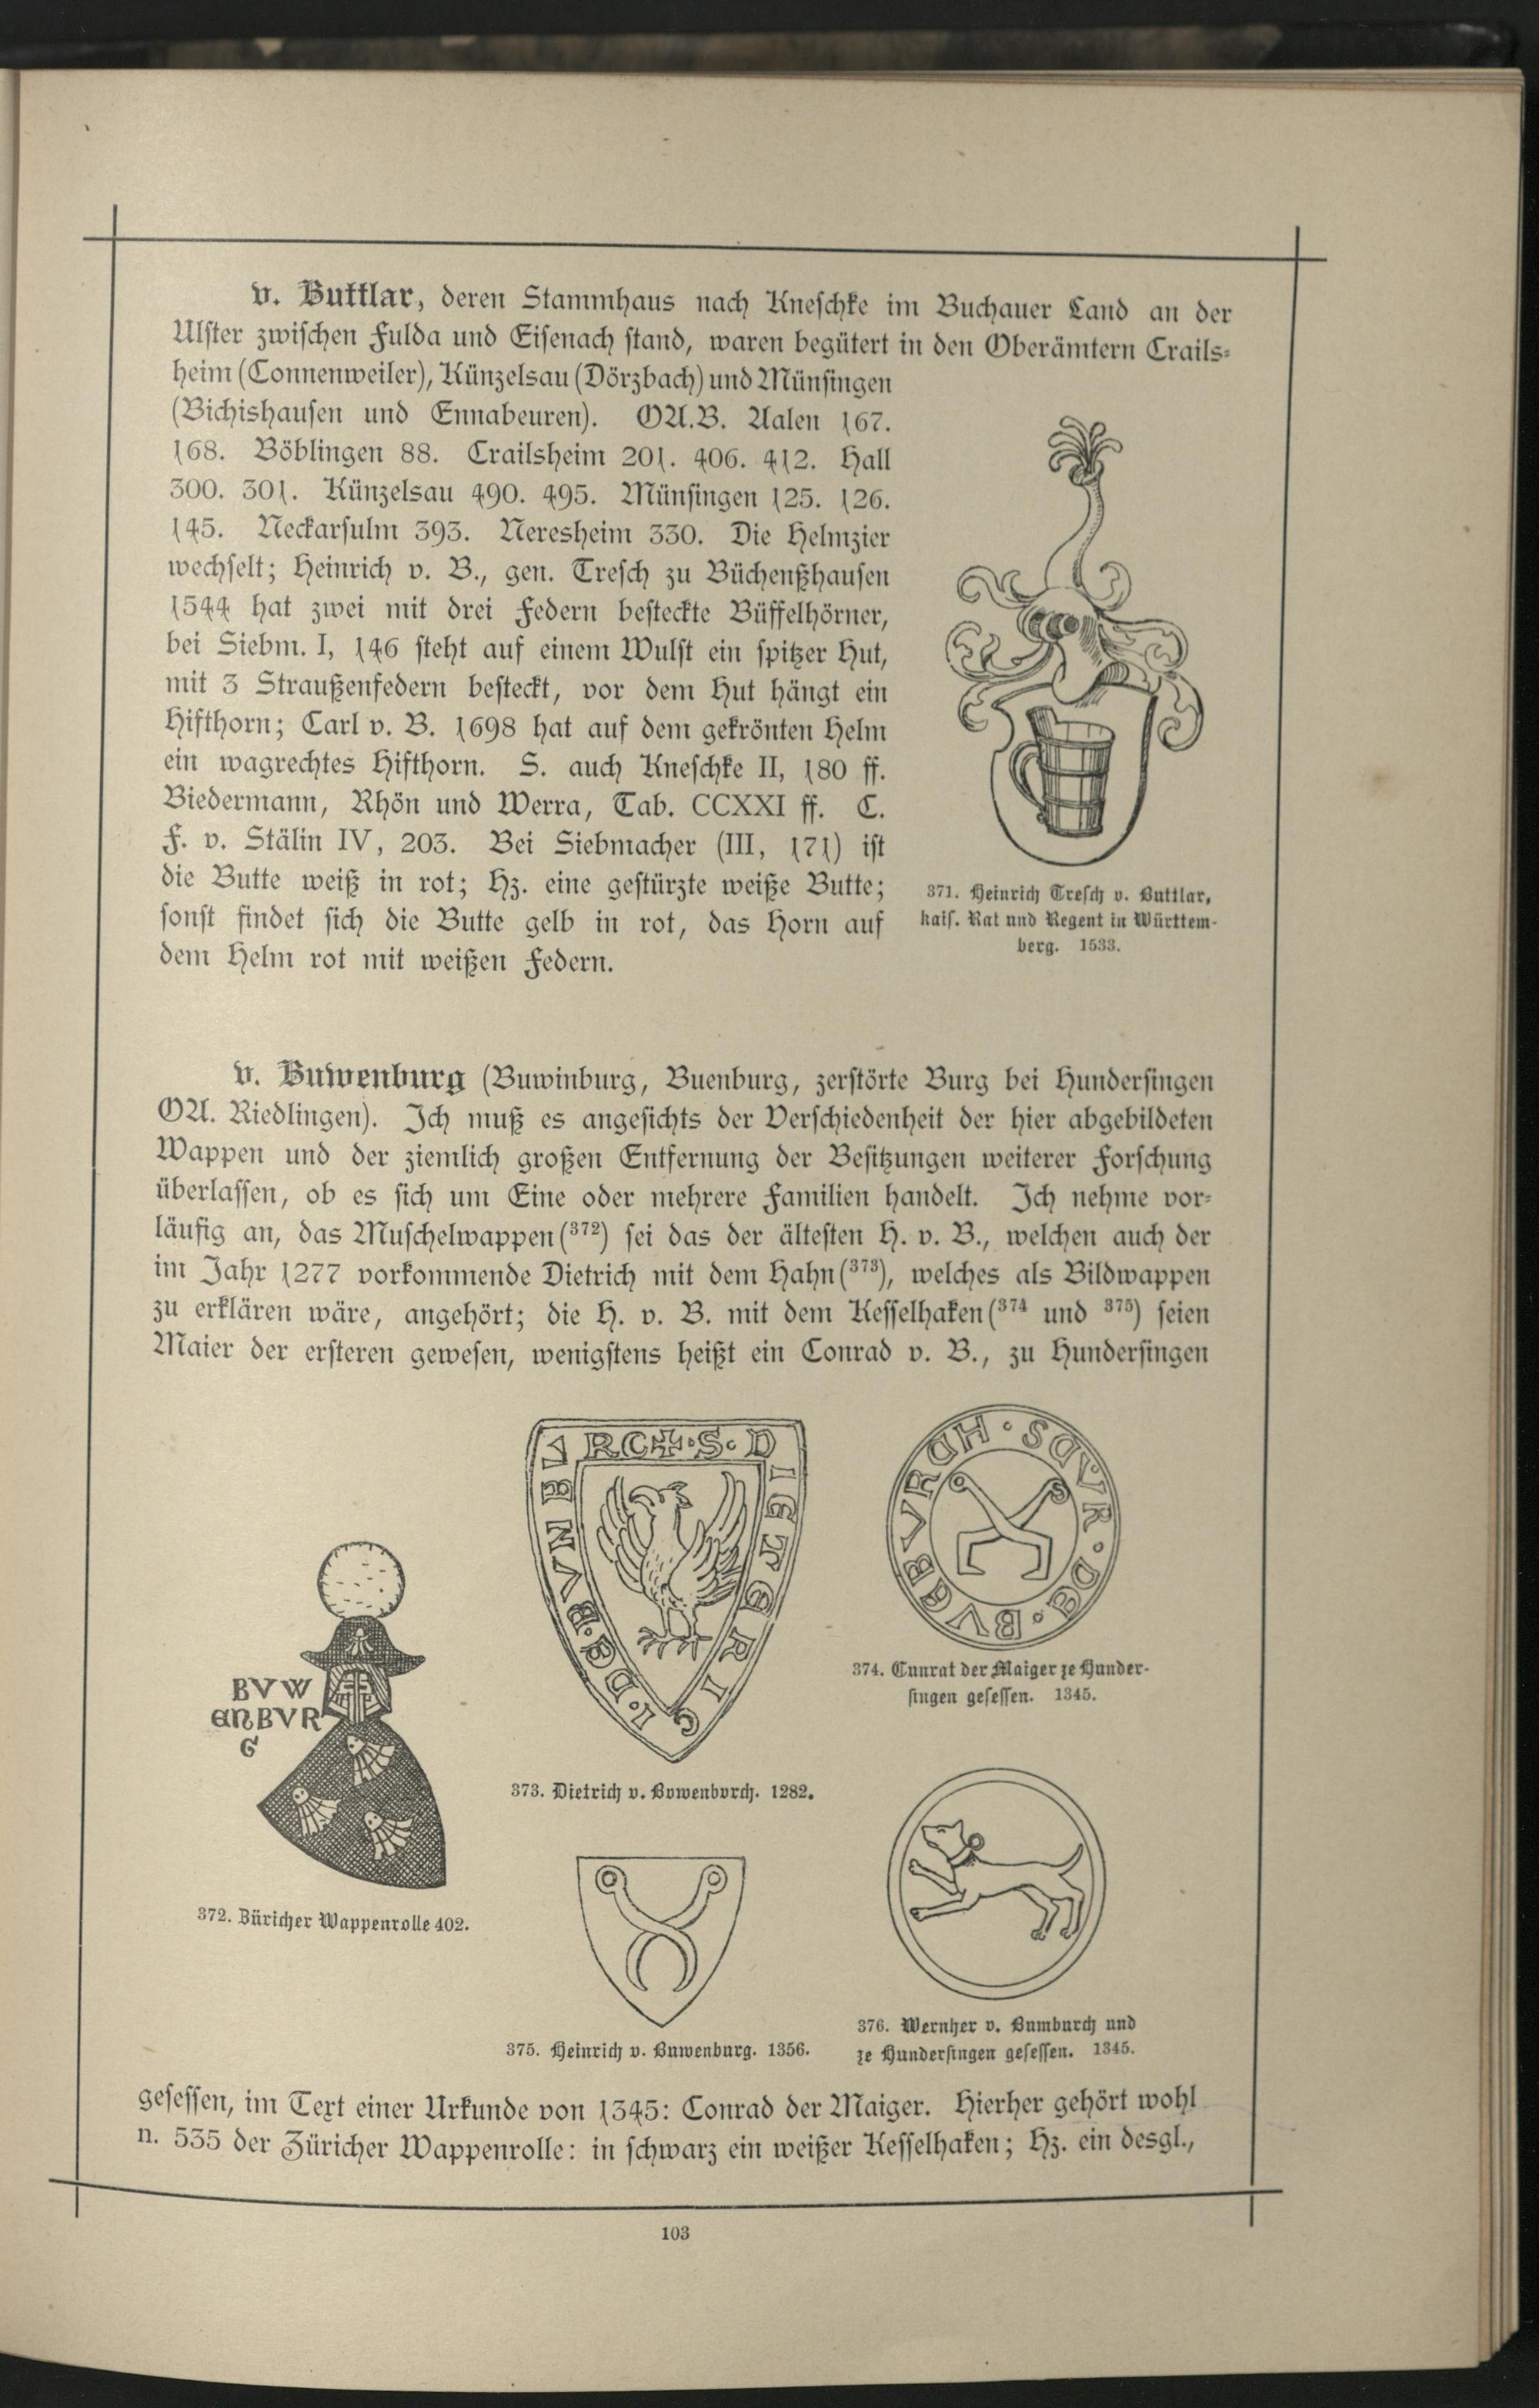 v. Buttlar, deren Stammhaus nach Kneschke im Buchauer Land an der
Ulster zwischen Fulda und Eisenach stand, waren begütert in den Oberämtern Crails-
heim (Connenweiler), Künzelsau (Dörzbach) und Münsingen
(Bichishausen und Ennabeuren). OA.B. Aalen 167.
168. Böblingen 88. Crailsheim 201. 406. 412. Hall
300. 301. Künzelsau 490. 495. Münsingen 125. 126.
145. Neckarsulm 393. Neresheim 330. Die Helmzier
wechselt; Heinrich v. B., gen. Tresch zu Büchenßhausen
1544 hat zwei mit drei Federn besteckte Büffelhörner,
bei Siebm. I, 146 steht auf einem Wulst ein spitzer Hut,
mit 3 Straußenfedern besteckt, vor dem Hut hängt ein
Hifthorn; Carl v. B. 1698 hat auf dem gekrönten Helm
ein wagrechtes Hifthorn. S. auch Kneschke II, 180 ff.
Biedermann, Rhön und Werra, Tab. CCXXI ff. C.
F. v. Stälin IV, 203. Bei Siebmacher (III, 171) ist
die Butte weiß in rot; Hz. eine gestürzte weiße Butte;
sonst findet sich die Butte gelb in rot, das Horn auf
dem Helm rot mit weißen Federn.
371. Heinrich Tresch v. Buttlar,
kais. Rat und Regent in Württem-
berg. 1533.
v. Buwenburg (Buwinburg, Buenburg, zerstörte Burg bei Hundersingen
OA. Riedlingen). Ich muß es angesichts der Verschiedenheit der hier abgebildeten
Wappen und der ziemlich großen Entfernung der Besitzungen weiterer Forschung
überlassen, ob es sich um Eine oder mehrere Familien handelt. Ich nehme vor-
läufig an, das Muschelwappen (372) sei das der ältesten H. v. B., welchen auch der
im Jahr 1277 vorkommende Dietrich mit dem Hahn (373), welches als Bildwappen
zu erklären wäre, angehört; die H. v. B. mit dem Kesselhaken (374 und 375) seien
Maier der ersteren gewesen, wenigstens heißt ein Conrad v. B., zu Hundersingen
BVW
ENBVR
G
372. Züricher Wappenrolle 402.
✠ · S · DIETERICI · D E · BVWNBVRC
373. Dietrich v. Bowenbvrch. 1282.
374. Cunrat der Maiger ze Hunder-
singen gesessen. 1345.
375. Heinrich v. Buwenburg. 1356.
376. Wernher v. Bumburch und
ze Hundersingen gesessen. 1345.
gesessen, im Text einer Urkunde von 1345: Conrad der Maiger. Hierher gehört wohl
n. 535 der Züricher Wappenrolle: in schwarz ein weißer Kesselhaken; Hz. ein desgl.,
103